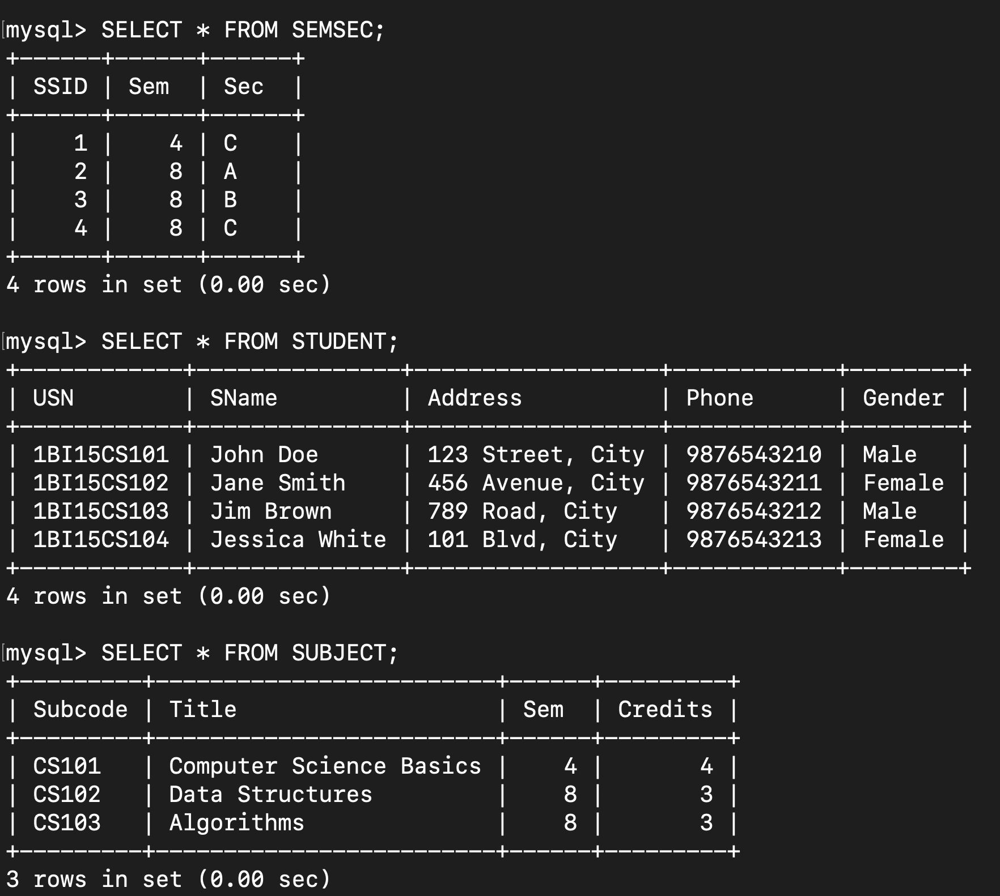 mysql> SELECT * FROM SEMSEC;
+------+------+------+
| SSID | Sem  | Sec  |
+------+------+------+
|    1 |    4 | C    |
|    2 |    8 | A    |
|    3 |    8 | B    |
|    4 |    8 | C    |
+------+------+------+
4 rows in set (0.00 sec)

mysql> SELECT * FROM STUDENT;
+------------+---------------+------------------+------------+--------+
| USN        | SName         | Address          | Phone      | Gender |
+------------+---------------+------------------+------------+--------+
| 1BI15CS101 | John Doe      | 123 Street, City | 9876543210 | Male   |
| 1BI15CS102 | Jane Smith    | 456 Avenue, City | 9876543211 | Female |
| 1BI15CS103 | Jim Brown     | 789 Road, City   | 9876543212 | Male   |
| 1BI15CS104 | Jessica White | 101 Blvd, City   | 9876543213 | Female |
+------------+---------------+------------------+------------+--------+
4 rows in set (0.00 sec)

mysql> SELECT * FROM SUBJECT;
+---------+-------------------------+------+---------+
| Subcode | Title                   | Sem  | Credits |
+---------+-------------------------+------+---------+
| CS101   | Computer Science Basics |    4 |       4 |
| CS102   | Data Structures         |    8 |       3 |
| CS103   | Algorithms              |    8 |       3 |
+---------+-------------------------+------+---------+
3 rows in set (0.00 sec)